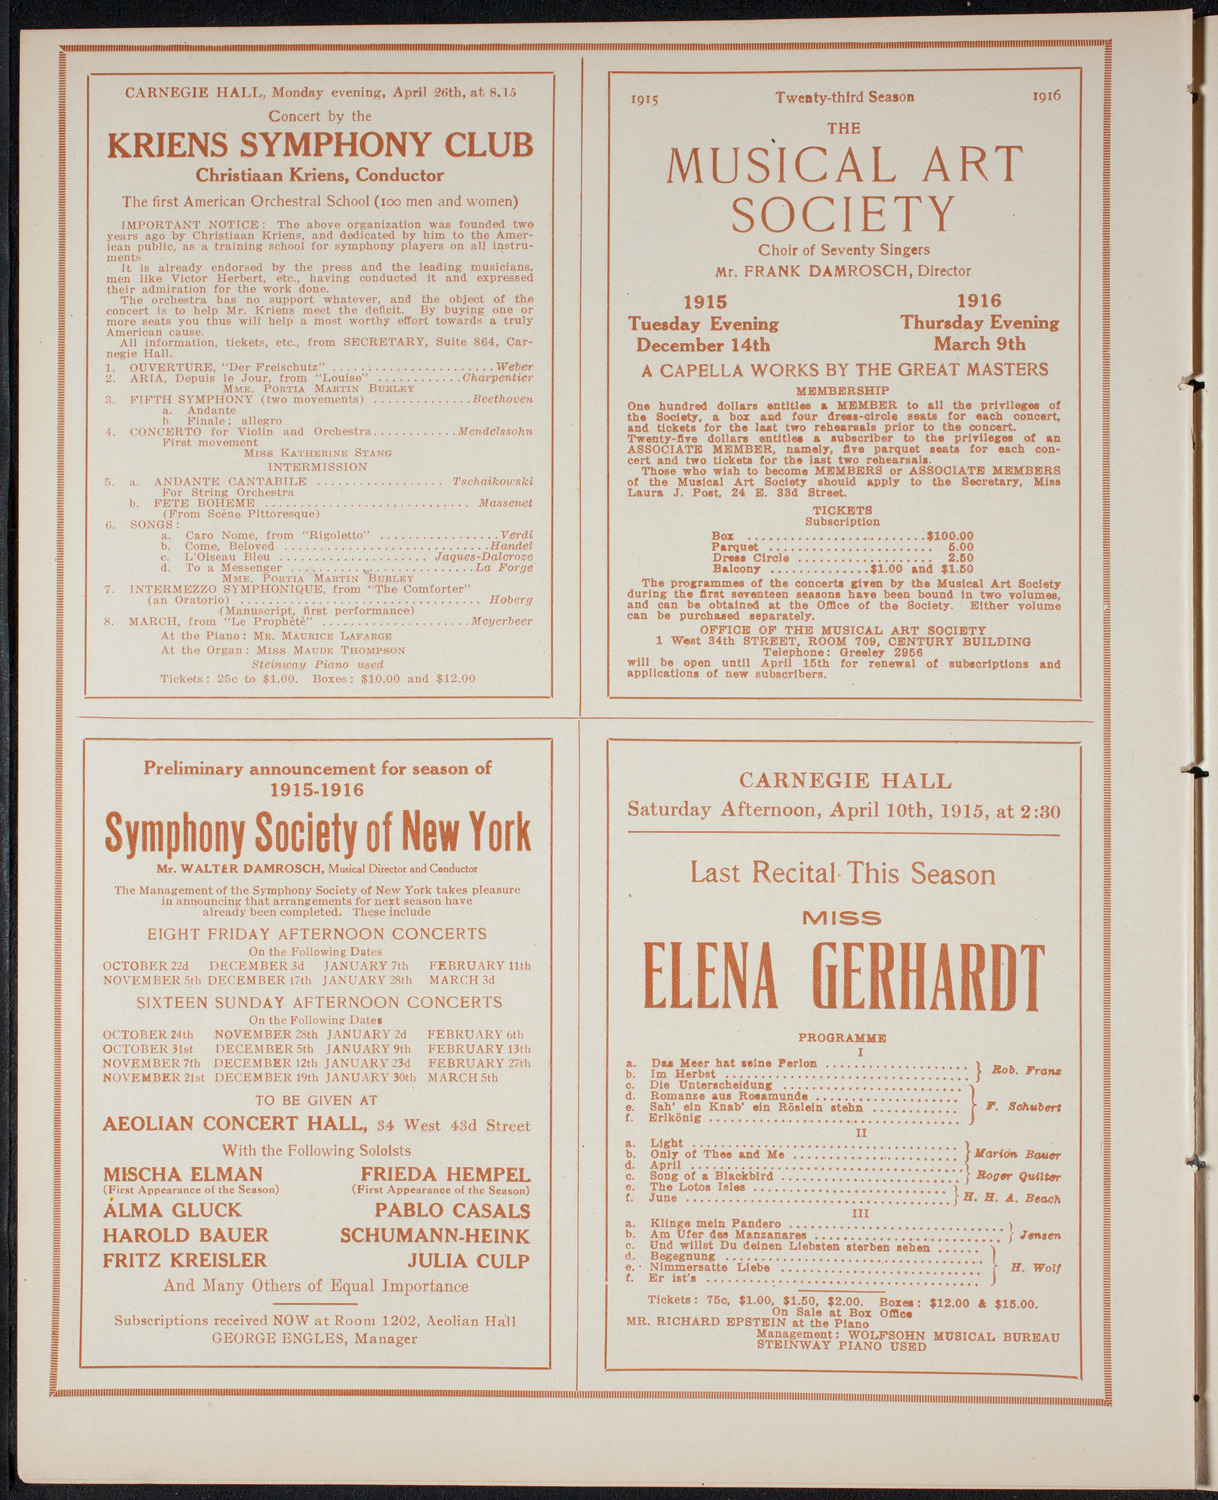 CARNEGIE HALL, Monday evening, April 26th, at 8.15
Concert by the
KRIENS SYMPHONY CLUB
Christiaan Kriens, Conductor
The first American Orchestral School (100 men and women)
IMPORTANT NOTICE: The above organization was founded two
years ago by Christiaan Kriens, and dedicated by him to the Amer-
ican public, as a training school for symphony players on all instru-
ments
It is already endorsed by the press and the leading musicians,
men like Victor Herbert, etc., having conducted it and expressed
their admiration for the work done.
The orchestra has no support whatever, and the object of the
concert is to help Mr. Kriens meet the deficit. By buying one or
more seats you thus will help a most worthy effort towards a truly
American cause.
All information, tickets, etc., from SECRETARY, Suite 864, Car-
negie Hall.
1. OUVERTURE, "Der Freischutz" ........................ Weber
2. ARIA, Depuis le Jour, from "Louise" ............ Charpentier
MME. PORTIA MARTIN BURLEY
3. FIFTH SYMPHONY (two movements) .............. Beethoven
a. Andante
b. Finale; allegro
4. CONCERTO for Violin and Orchestra............ Mendelssohn
First movement
MISS KATHERINE STANG
INTERMISSION
5. a. ANDANTE CANTABILE .................. Tschaikowski
For String Orchestra
b. FETE BOHEME ............................. Massenet
(From Scène Pittoresque)
6. SONGS:
a. Caro Nome, from "Rigoletto" ................. Verdi
b. Come, Beloved ............................. Handel
c. L'Oiseau Bleu ..................... Jaques-Dalcroze
d. To a Messenger .......................... La Forge
MME. PORTIA MARTIN BURLEY
7. INTERMEZZO SYMPHONIQUE, from "The Comforter"
(an Oratorio) .................................. Hoberg
(Manuscript, first performance)
8. MARCH, from "Le Prophètè" ..................... Meyerbeer
At the Piano: MR. MAURICE LAFARGE
At the Organ: MISS MAUDE THOMPSON
Steinway Piano used
Tickets: 25c to $1.00. Boxes: $10.00 and $12.00
1915 Twenty-third Season 1916
THE
MUSICAL ART
SOCIETY
Choir of Seventy Singers
Mr. FRANK DAMROSCH, Director
1915 1916
Tuesday Evening Thursday Evening
December 14th March 9th
A CAPELLA WORKS BY THE GREAT MASTERS
MEMBERSHIP
One hundred dollars entitles a MEMBER to all the privileges of
the Society, a box and four dress-circle seats for each concert,
and tickets for the last two rehearsals prior to the concert.
Twenty-five dollars entitles a subscriber to the privileges of an
ASSOCIATE MEMBER, namely, five parquet seats for each con-
cert and two tickets for the last two rehearsals.
Those who wish to become MEMBERS or ASSOCIATE MEMBERS
of the Musical Art Society should apply to the Secretary, Miss
Laura J. Post, 24 E. 33d Street.
TICKETS
Subscription
Box ..........................$100.00
Parquet ........................ 5.00
Dress Circle ................... 2.50
Balcony ..............$1.00 and $1.50
The programmes of the concerts given by the Musical Art Society
during the first seventeen seasons have been bound in two volumes,
and can be obtained at the Office of the Society. Either volume
can be purchased separately.
OFFICE OF THE MUSICAL ART SOCIETY
1 West 34th STREET, ROOM 709, CENTURY BUILDING
Telephone: Greeley 2956
will be open until April 15th for renewal of subscriptions and
applications of new subscribers.
Preliminary announcement for season of
1915-1916
Symphony Society of New York
Mr. WALTER DAMROSCH, Musical Director and Conductor
The Management of the Symphony Society of New York takes pleasure
in announcing that arrangements for next season have
already been completed. These include
EIGHT FRIDAY AFTERNOON CONCERTS
On the Following Dates
OCTOBER 22d DECEMBER 3d JANUARY 7th FEBRUARY 11th
NOVEMBER 5th DECEMBER 17th JANUARY 28th MARCH 3d
SIXTEEN SUNDAY AFTERNOON CONCERTS
On the Following Dates
OCTOBER 24th NOVEMBER 28th JANUARY 2d FEBRUARY 6th
OCTOBER 31st DECEMBER 5th JANUARY 9th FEBRUARY 13th
NOVEMBER 7th DECEMBER 12th JANUARY 23d FEBRUARY 27th
NOVEMBER 21st DECEMBER 19th JANUARY 30th MARCH 5th
TO BE GIVEN AT
AEOLIAN CONCERT HALL, 34 West 43d Street
With the Following Soloists
MISCHA ELMAN FRIEDA HEMPEL
(First Appearance of the Season) (First Appearance of the Season)
ALMA GLUCK PABLO CASALS
HAROLD BAUER SCHUMANN-HEINK
FRITZ KREISLER JULIA CULP
And Many Others of Equal Importance
Subscriptions received NOW at Room 1202, Aeolian Hall
GEORGE ENGLES, Manager
CARNEGIE HALL
Saturday Afternoon, April 10th, 1915, at 2:30
Last Recital This Season
MISS
ELENA GERHARDT
PROGRAMME
I
a. Das Meer hat seine Perlon
b. Im Herbst
Rob. Franz
c. Die Unterscheidung
d. Romanze aus Rosamunde
e. Sah' ein Knab' ein Röslein stehn
f. Erlkönig
F. Schubert
II
a. Light
b. Only of Thee and Me
Marion Bauer
d. April
c. Song of a Blackbird
Roger Quilter
e. The Lotos Isles
f. June
H. H. A. Beach
III
a. Klinge mein Pandero
b. Am Ufer des Manzanares
Jensen
c. Und willst Du deinen Liebsten sterben sehen
d. Begegnung
e. Nimmersatte Liebe
f. Er ist's
H. Wolf
Tickets: 75c, $1.00, $1.50, $2.00. Boxes: $12.00 & $15.00.
On Sale at Box Office
MR. RICHARD EPSTEIN at the Piano
Management: WOLFSOHN MUSICAL BUREAU
STEINWAY PIANO USED